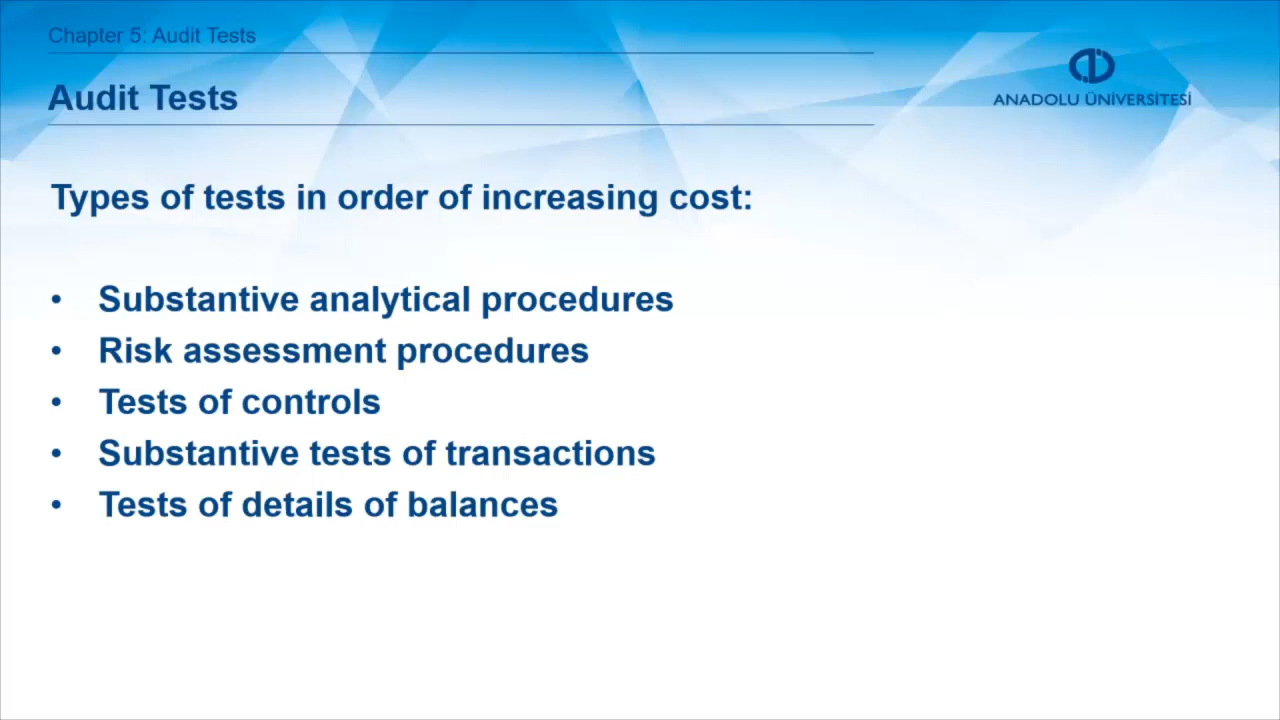 Chapter 5: Audit Tests
Audit Tests
ANADOLU ÜNİVERSİTESİ
Types of tests in order of increasing cost:
• Substantive analytical procedures
• Risk assessment procedures
• Tests of controls
• Substantive tests of transactions
• Tests of details of balances